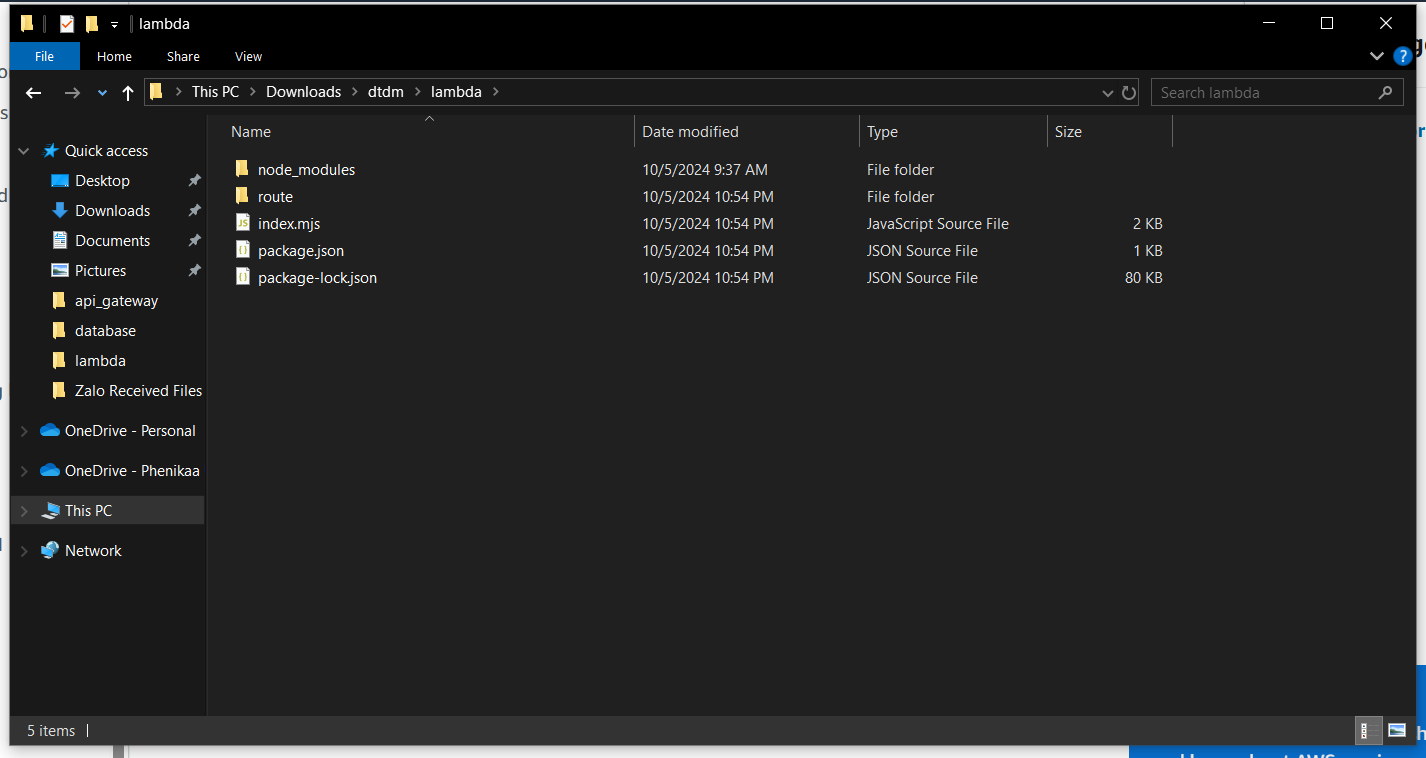 lambda
File Home Share View
This PC Downloads dtdm lambda Search lambda
Name Date modified Type Size
Quick access
Desktop
Downloads
Documents
Pictures
api_gateway
database
lambda
Zalo Received Files
OneDrive - Personal
OneDrive - Phenikaa
This PC
Network
node_modules 10/5/2024 9:37 AM File folder
route 10/5/2024 10:54 PM File folder
index.mjs 10/5/2024 10:54 PM JavaScript Source File 2 KB
package.json 10/5/2024 10:54 PM JSON Source File 1 KB
package-lock.json 10/5/2024 10:54 PM JSON Source File 80 KB
5 items